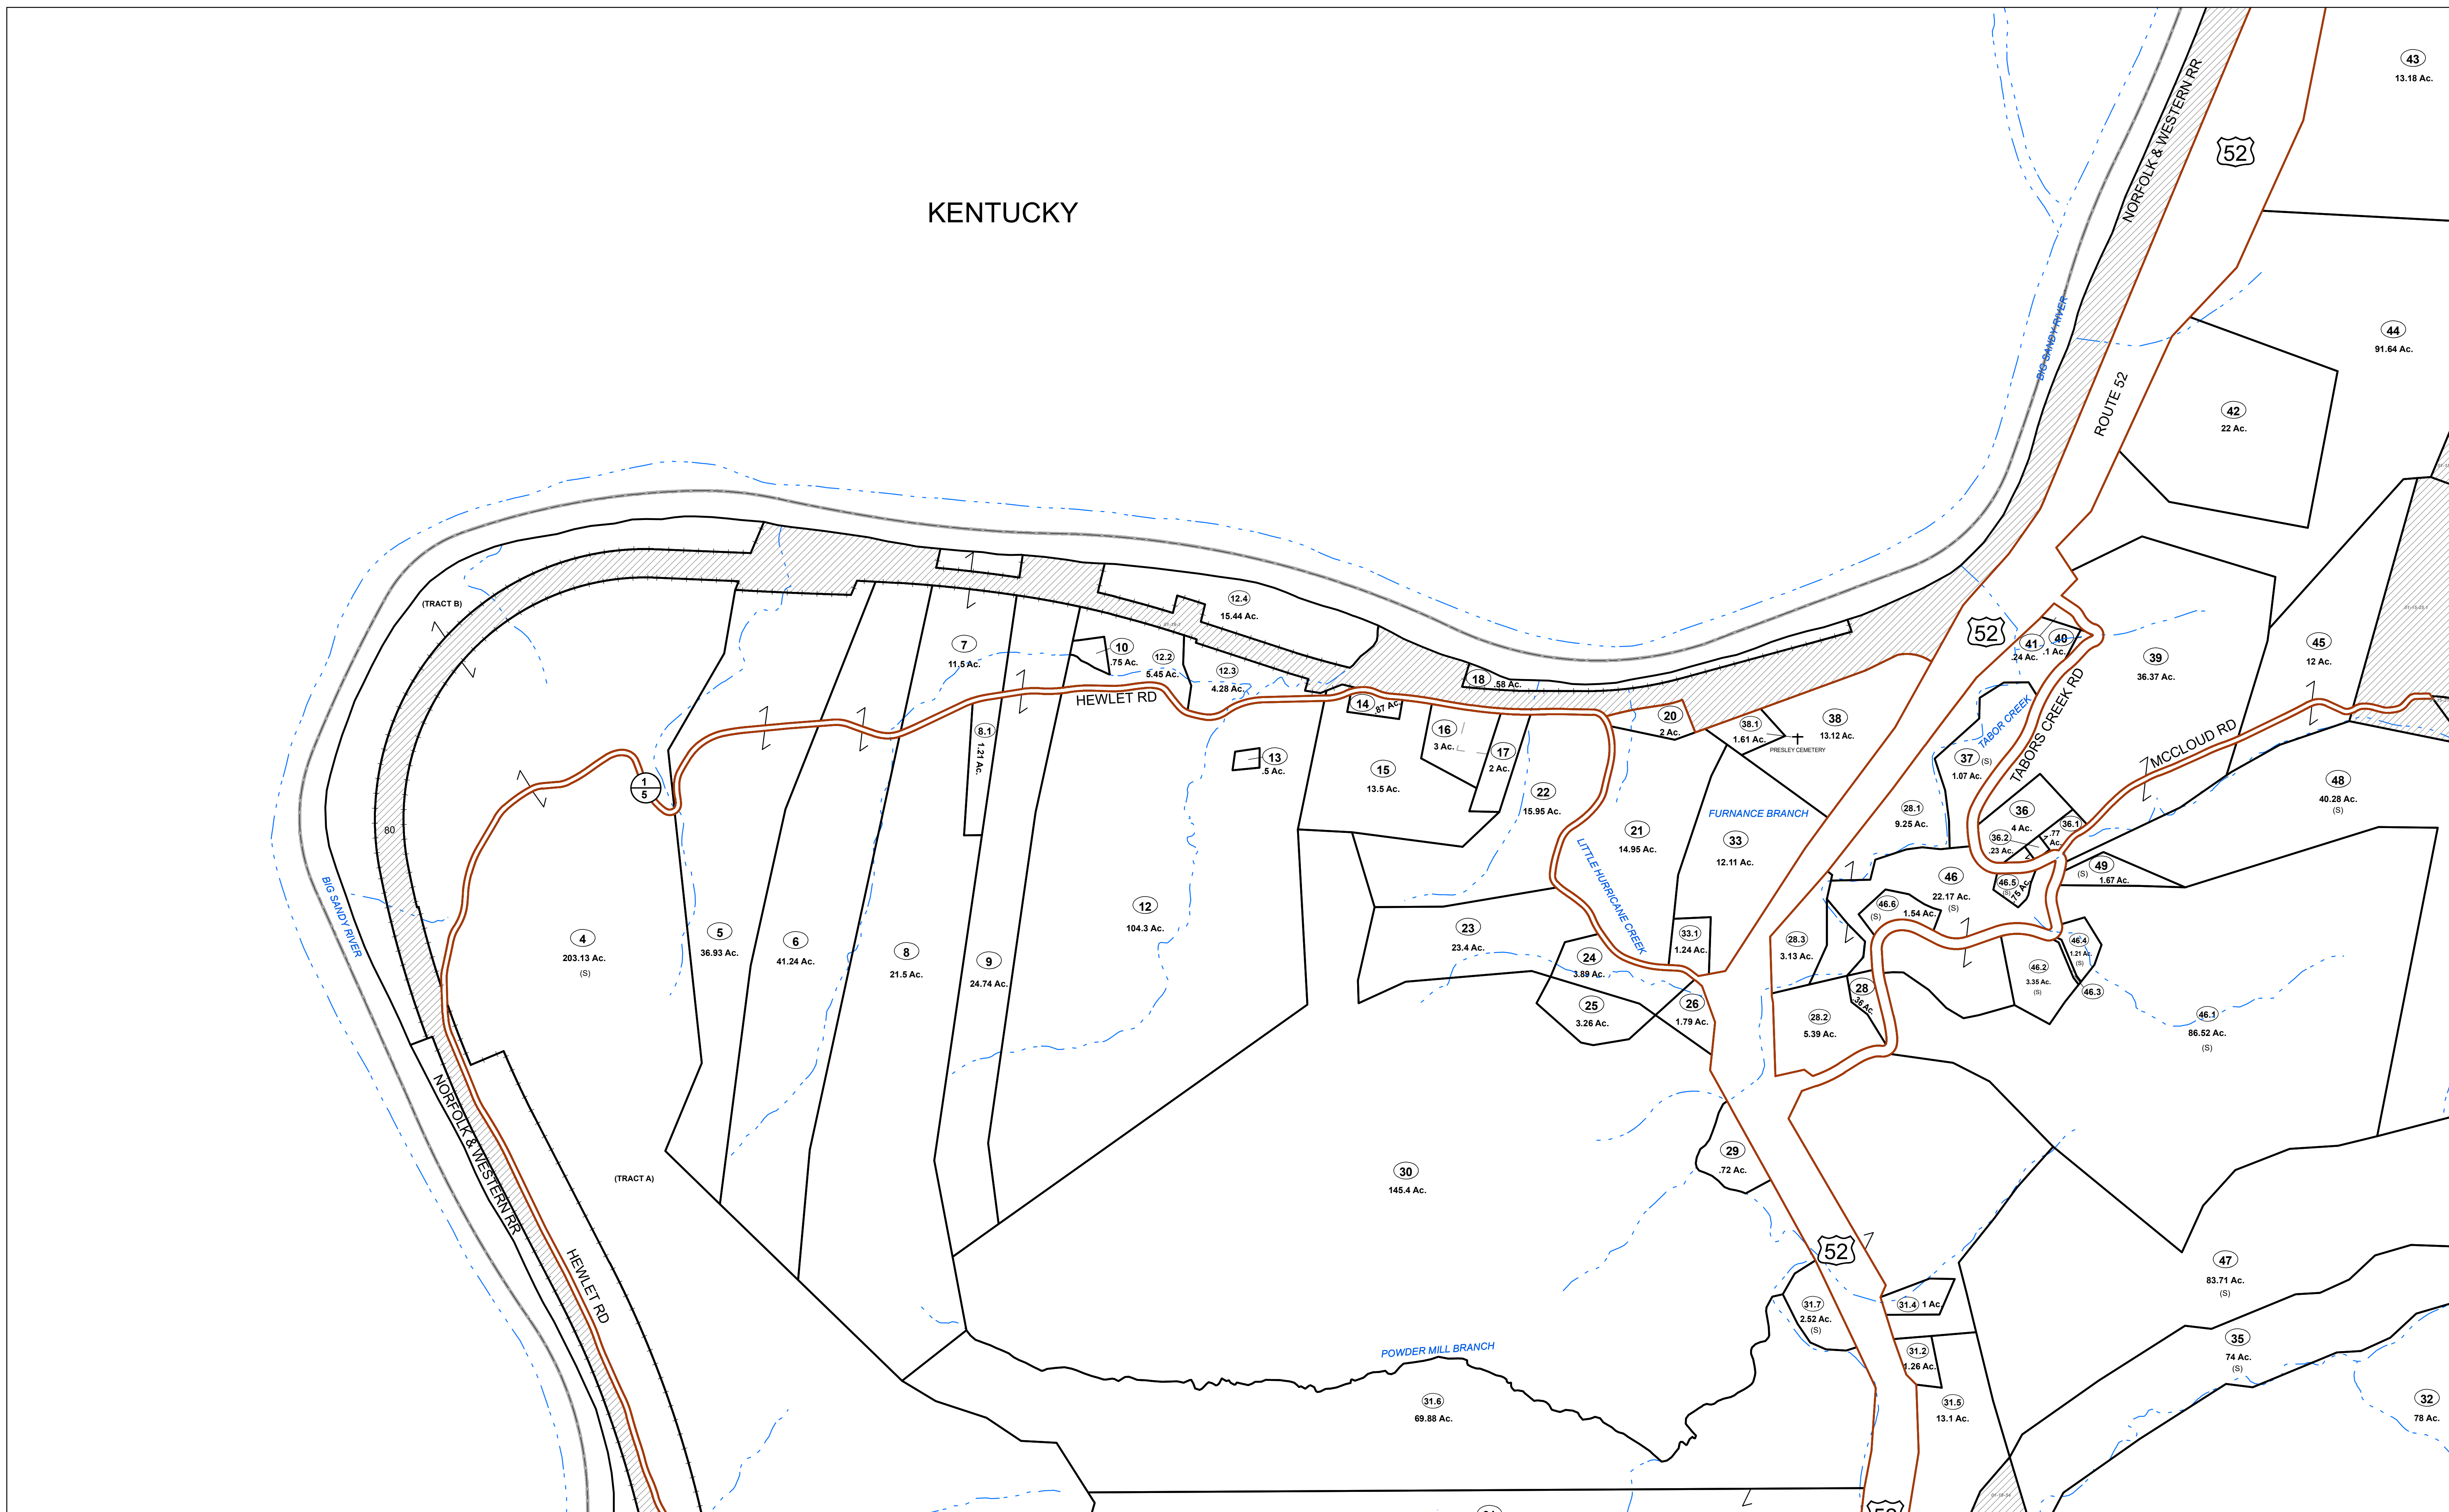 KENTUCKY
43
13.18 Ac.
NORFOLK & WESTERN RR
52
BIG SANDY RIVER
44
91.64 Ac.
ROUTE 52
42
22 Ac.
(TRACT B)
12.4
15.44 Ac.
7
11.5 Ac.
10
.75 Ac.
12.2
5.45 Ac.
12.3
4.28 Ac.
HEWLET RD
18
.58 Ac.
14
.87 Ac.
16
3 Ac.
17
2 Ac.
20
2 Ac.
38.1
1.61 Ac.
PRESLEY CEMETERY
38
13.12 Ac.
52
41
.24 Ac.
40
.1 Ac.
39
36.37 Ac.
45
12 Ac.
TABOR CREEK
TABORS CREEK RD
MCCLOUD RD
37
(S)
1.07 Ac.
8.1
1.21 Ac.
13
.5 Ac.
15
13.5 Ac.
22
15.95 Ac.
21
14.95 Ac.
FURNANCE BRANCH
33
12.11 Ac.
28.1
9.25 Ac.
36
4 Ac.
36.1
.77
Ac.
36.2
.23 Ac.
48
40.28 Ac.
(S)
1
5
80
BIG SANDY RIVER
4
203.13 Ac.
(S)
5
36.93 Ac.
6
41.24 Ac.
8
21.5 Ac.
9
24.74 Ac.
12
104.3 Ac.
LITTLE HURRICANE CREEK
23
23.4 Ac.
24
3.89 Ac.
25
3.26 Ac.
26
1.79 Ac.
33.1
1.24 Ac.
28.3
3.13 Ac.
46
22.17 Ac.
(S)
46.5
(S)
.75 Ac.
49
(S)
1.67 Ac.
46.6
(S)
1.54 Ac.
46.4
1.21 Ac.
(S)
46.2
3.35 Ac.
(S)
46.3
28
.36 Ac.
28.2
5.39 Ac.
46.1
86.52 Ac.
(S)
NORFOLK & WESTERN RR
HEWLET RD
(TRACT A)
30
145.4 Ac.
29
.72 Ac.
52
47
83.71 Ac.
(S)
31.7
2.52 Ac.
(S)
31.4
1 Ac.
31.2
1.26 Ac.
35
74 Ac.
(S)
POWDER MILL BRANCH
31.6
69.88 Ac.
31.5
13.1 Ac.
32
78 Ac.